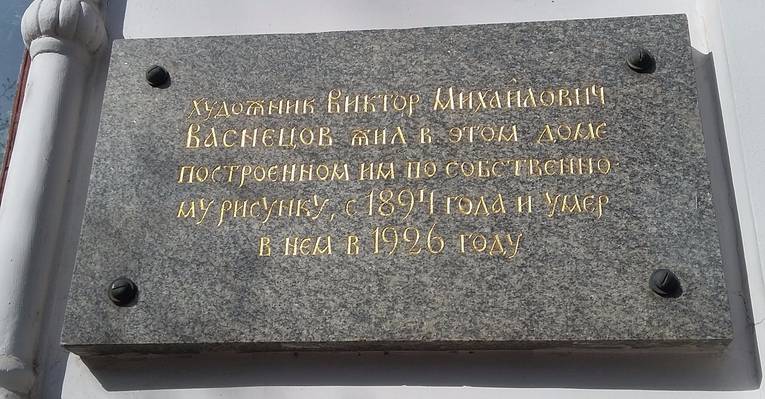 художник Виктор Михайлович
Васнецов жил в этом доме
построенном им по собственно-
му рисунку, с 1894 года и умер
в нем в 1926 году